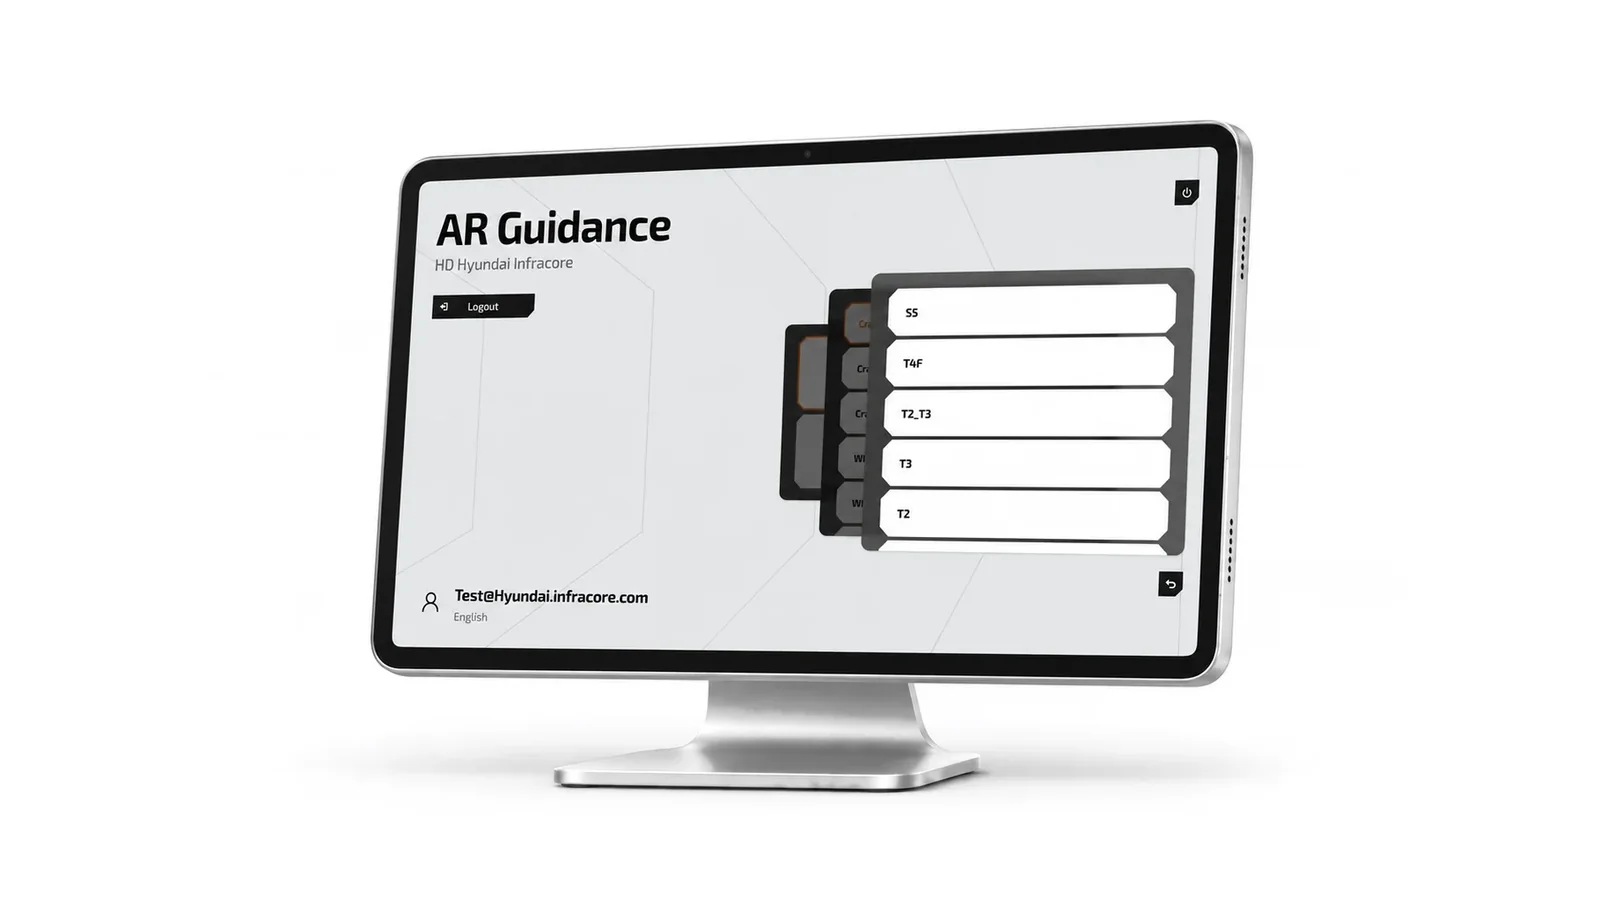 AR Guidance
HD Hyundai Infracore
Logout
S5
T4F
T2_T3
T3
T2
Test@Hyundai.infracore.com
English